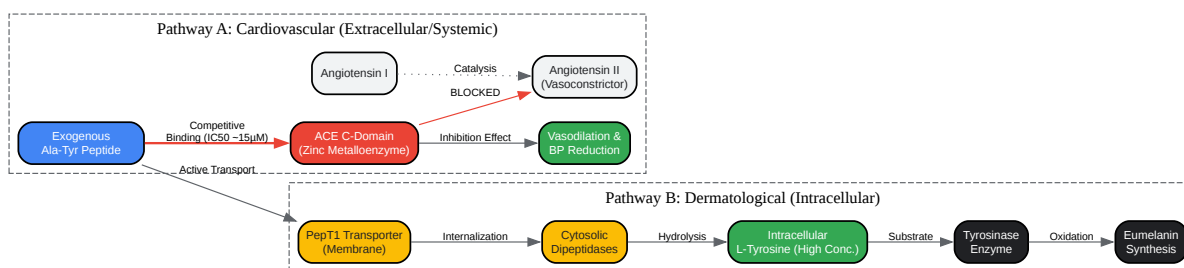 Pathway A: Cardiovascular (Extracellular/Systemic)
Angiotensin I
Catalysis
Angiotensin II
(Vasoconstrictor)
BLOCKED
Exogenous
Ala-Tyr Peptide
Competitive
Binding (IC50 ~15µM)
ACE C-Domain
(Zinc Metalloenzyme)
Inhibition Effect
Vasodilation &
BP Reduction
Active Transport
Pathway B: Dermatological (Intracellular)
PepT1 Transporter
(Membrane)
Internalization
Cytosolic
Dipeptidases
Hydrolysis
Intracellular
L-Tyrosine (High Conc.)
Substrate
Tyrosinase
Enzyme
Oxidation
Eumelanin
Synthesis